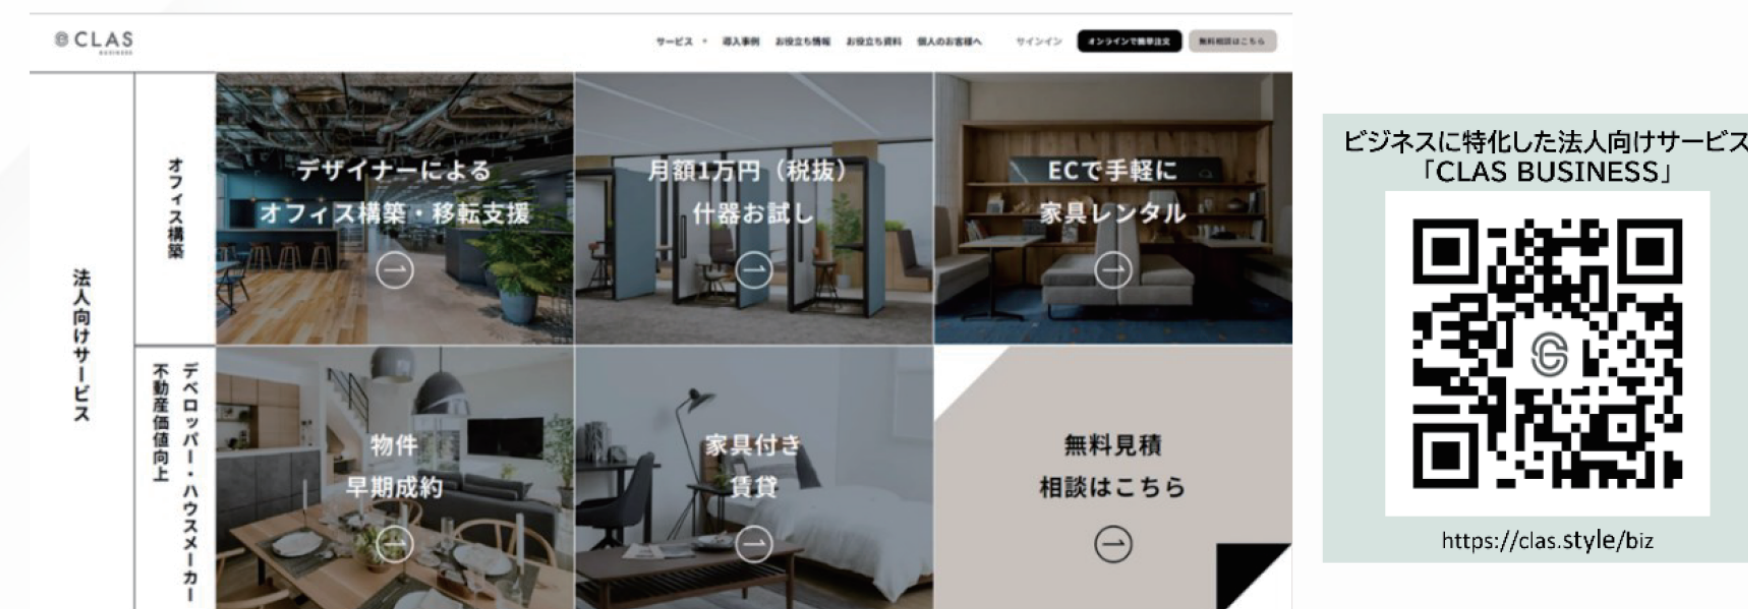 CLAS
BUSINESS
サービス
導入事例
お役立ち情報
お役立ち資料
個人のお客様へ
サインイン
オンラインで簡単注文
無料相談はこちら
法人向けサービス
オフィス構築
デザイナーによる
オフィス構築・移転支援
月額1万円（税抜）
什器お試し
ECで手軽に
家具レンタル
デベロッパー・ハウスメーカー
不動産価値向上
物件
早期成約
家具付き
賃貸
無料見積
相談はこちら
ビジネスに特化した法人向けサービス
「CLAS BUSINESS」
https://clas.style/biz